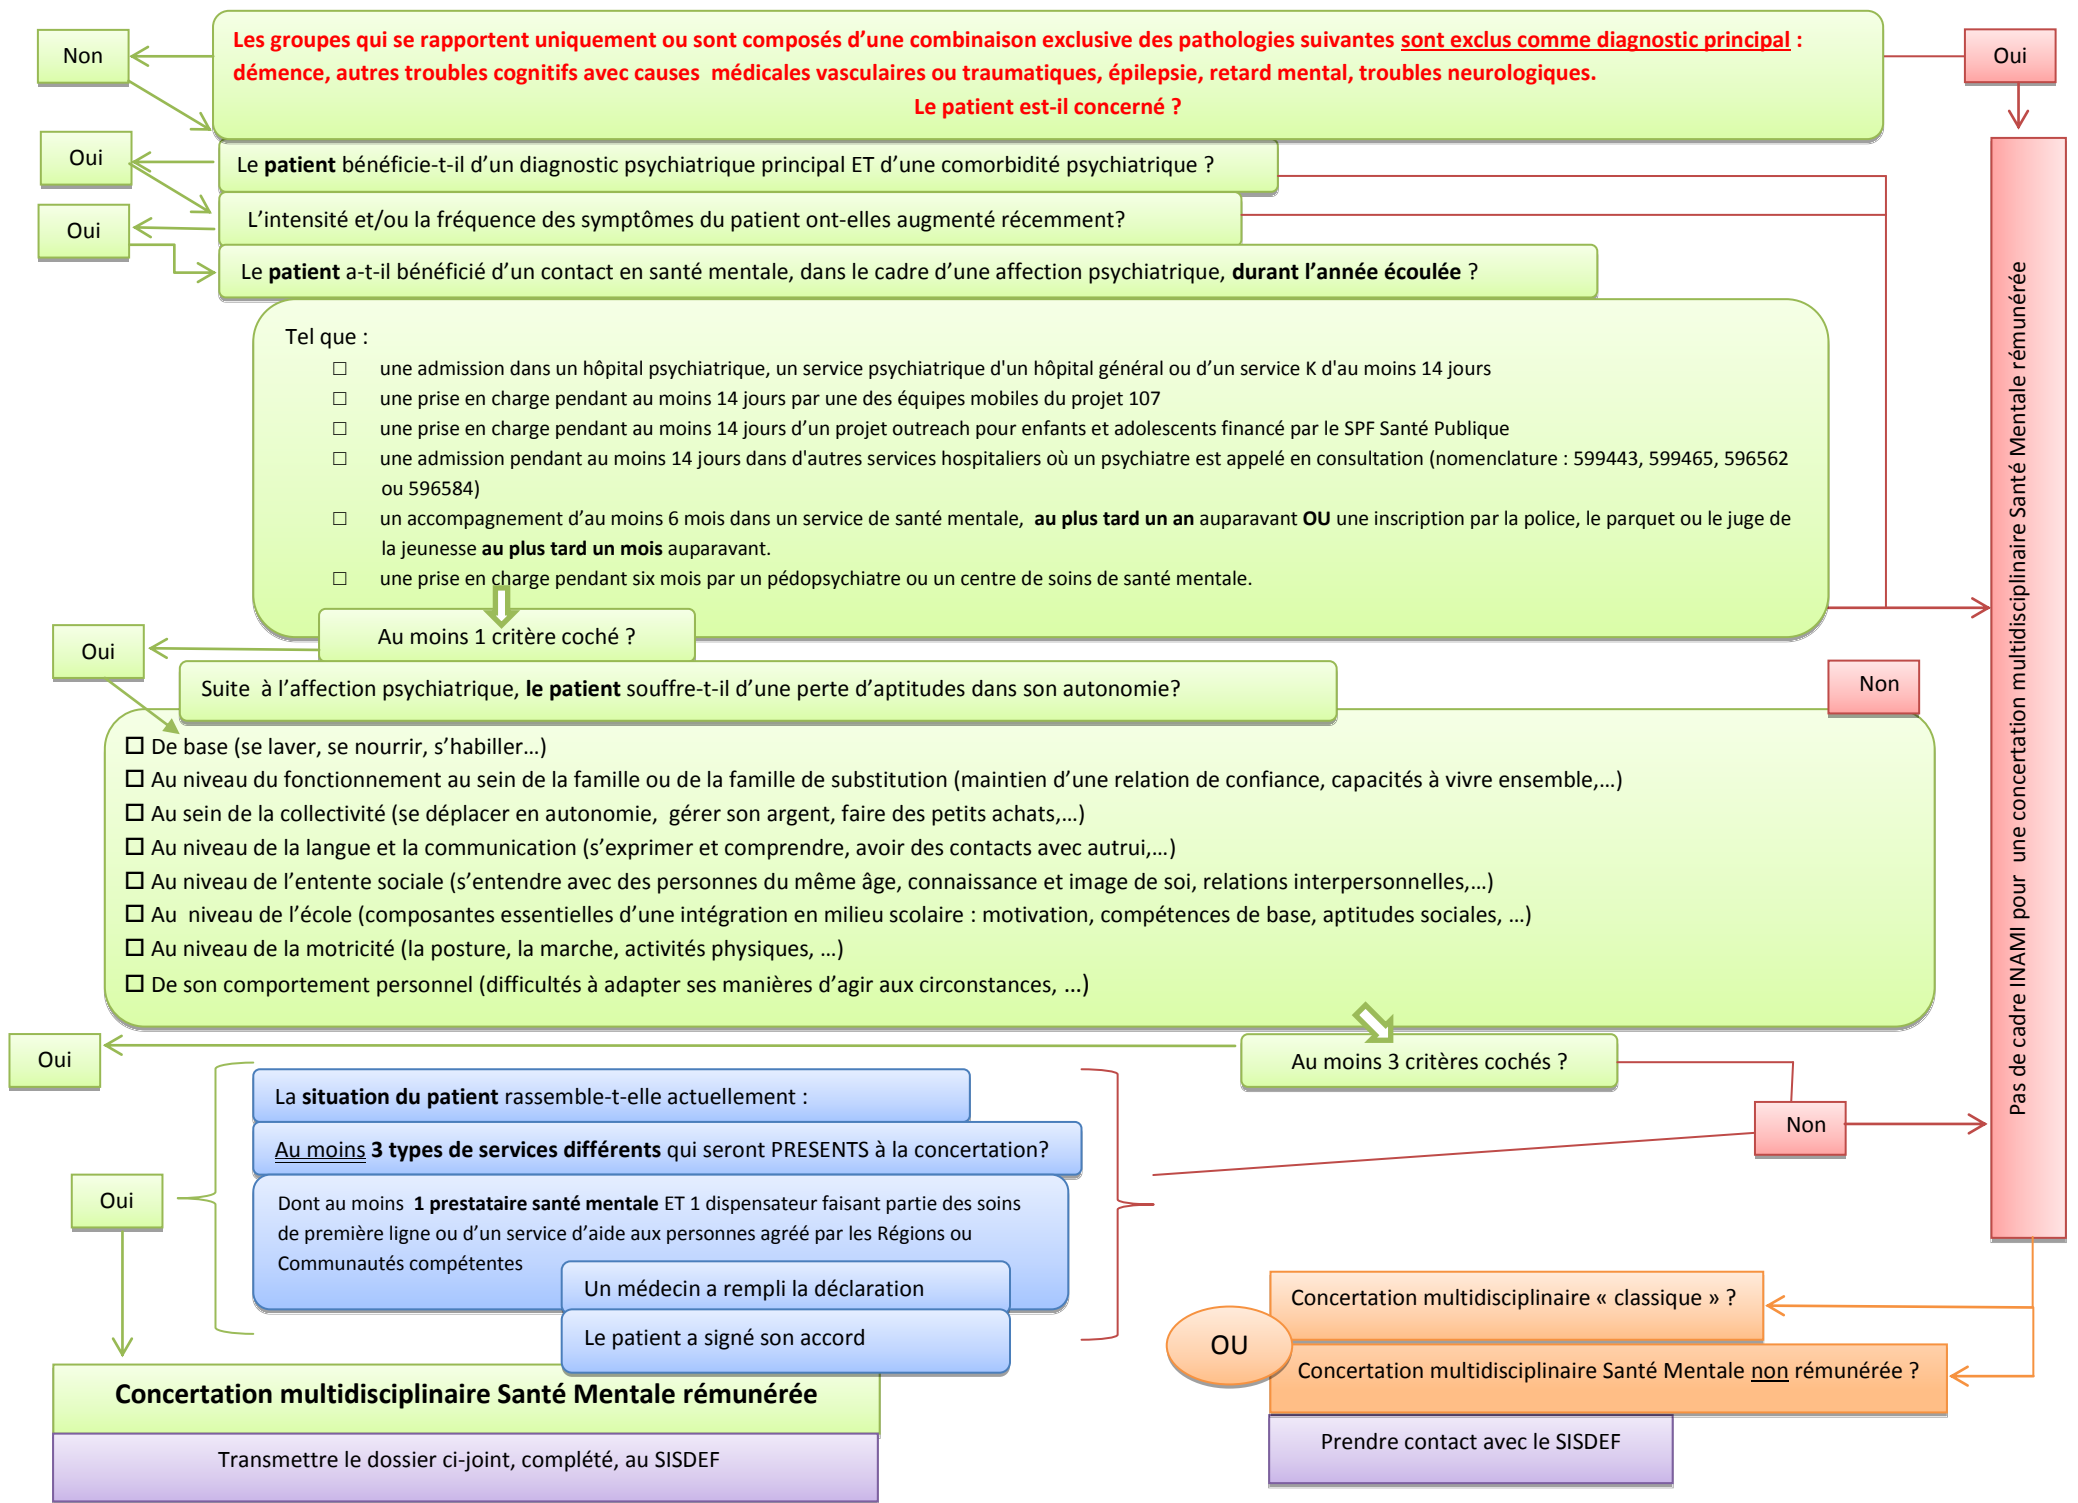 Non
Les groupes qui se rapportent uniquement ou sont composés d’une combinaison exclusive des pathologies suivantes sont exclus comme diagnostic principal :
démence, autres troubles cognitifs avec causes  médicales vasculaires ou traumatiques, épilepsie, retard mental, troubles neurologiques.
Le patient est-il concerné ?
Oui
Oui
Le patient bénéficie-t-il d’un diagnostic psychiatrique principal ET d’une comorbidité psychiatrique ?
L’intensité et/ou la fréquence des symptômes du patient ont-elles augmenté récemment?
Oui
Le patient a-t-il bénéficié d’un contact en santé mentale, dans le cadre d’une affection psychiatrique, durant l’année écoulée ?
Tel que :
□ une admission dans un hôpital psychiatrique, un service psychiatrique d'un hôpital général ou d’un service K d'au moins 14 jours
□ une prise en charge pendant au moins 14 jours par une des équipes mobiles du projet 107
□ une prise en charge pendant au moins 14 jours d’un projet outreach pour enfants et adolescents financé par le SPF Santé Publique
□ une admission pendant au moins 14 jours dans d'autres services hospitaliers où un psychiatre est appelé en consultation (nomenclature : 599443, 599465, 596562
ou 596584)
□ un accompagnement d’au moins 6 mois dans un service de santé mentale,  au plus tard un an auparavant OU une inscription par la police, le parquet ou le juge de
la jeunesse au plus tard un mois auparavant.
□ une prise en charge pendant six mois par un pédopsychiatre ou un centre de soins de santé mentale.
Au moins 1 critère coché ?
Oui
Suite  à l’affection psychiatrique, le patient souffre-t-il d’une perte d’aptitudes dans son autonomie?
Non
□ De base (se laver, se nourrir, s’habiller…)
□ Au niveau du fonctionnement au sein de la famille ou de la famille de substitution (maintien d’une relation de confiance, capacités à vivre ensemble,…)
□ Au sein de la collectivité (se déplacer en autonomie,  gérer son argent, faire des petits achats,…)
□ Au niveau de la langue et la communication (s’exprimer et comprendre, avoir des contacts avec autrui,…)
□ Au niveau de l’entente sociale (s’entendre avec des personnes du même âge, connaissance et image de soi, relations interpersonnelles,…)
□ Au  niveau de l’école (composantes essentielles d’une intégration en milieu scolaire : motivation, compétences de base, aptitudes sociales, …)
□ Au niveau de la motricité (la posture, la marche, activités physiques, …)
□ De son comportement personnel (difficultés à adapter ses manières d’agir aux circonstances, …)
Pas de cadre INAMI pour  une concertation multidisciplinaire Santé Mentale rémunérée
Oui
Au moins 3 critères cochés ?
Non
La situation du patient rassemble-t-elle actuellement :
Au moins 3 types de services différents qui seront PRESENTS à la concertation?
Oui
Dont au moins  1 prestataire santé mentale ET 1 dispensateur faisant partie des soins
de première ligne ou d’un service d’aide aux personnes agréé par les Régions ou
Communautés compétentes
Un médecin a rempli la déclaration
Le patient a signé son accord
Concertation multidisciplinaire « classique » ?
OU
Concertation multidisciplinaire Santé Mentale non rémunérée ?
Concertation multidisciplinaire Santé Mentale rémunérée
Transmettre le dossier ci-joint, complété, au SISDEF
Prendre contact avec le SISDEF